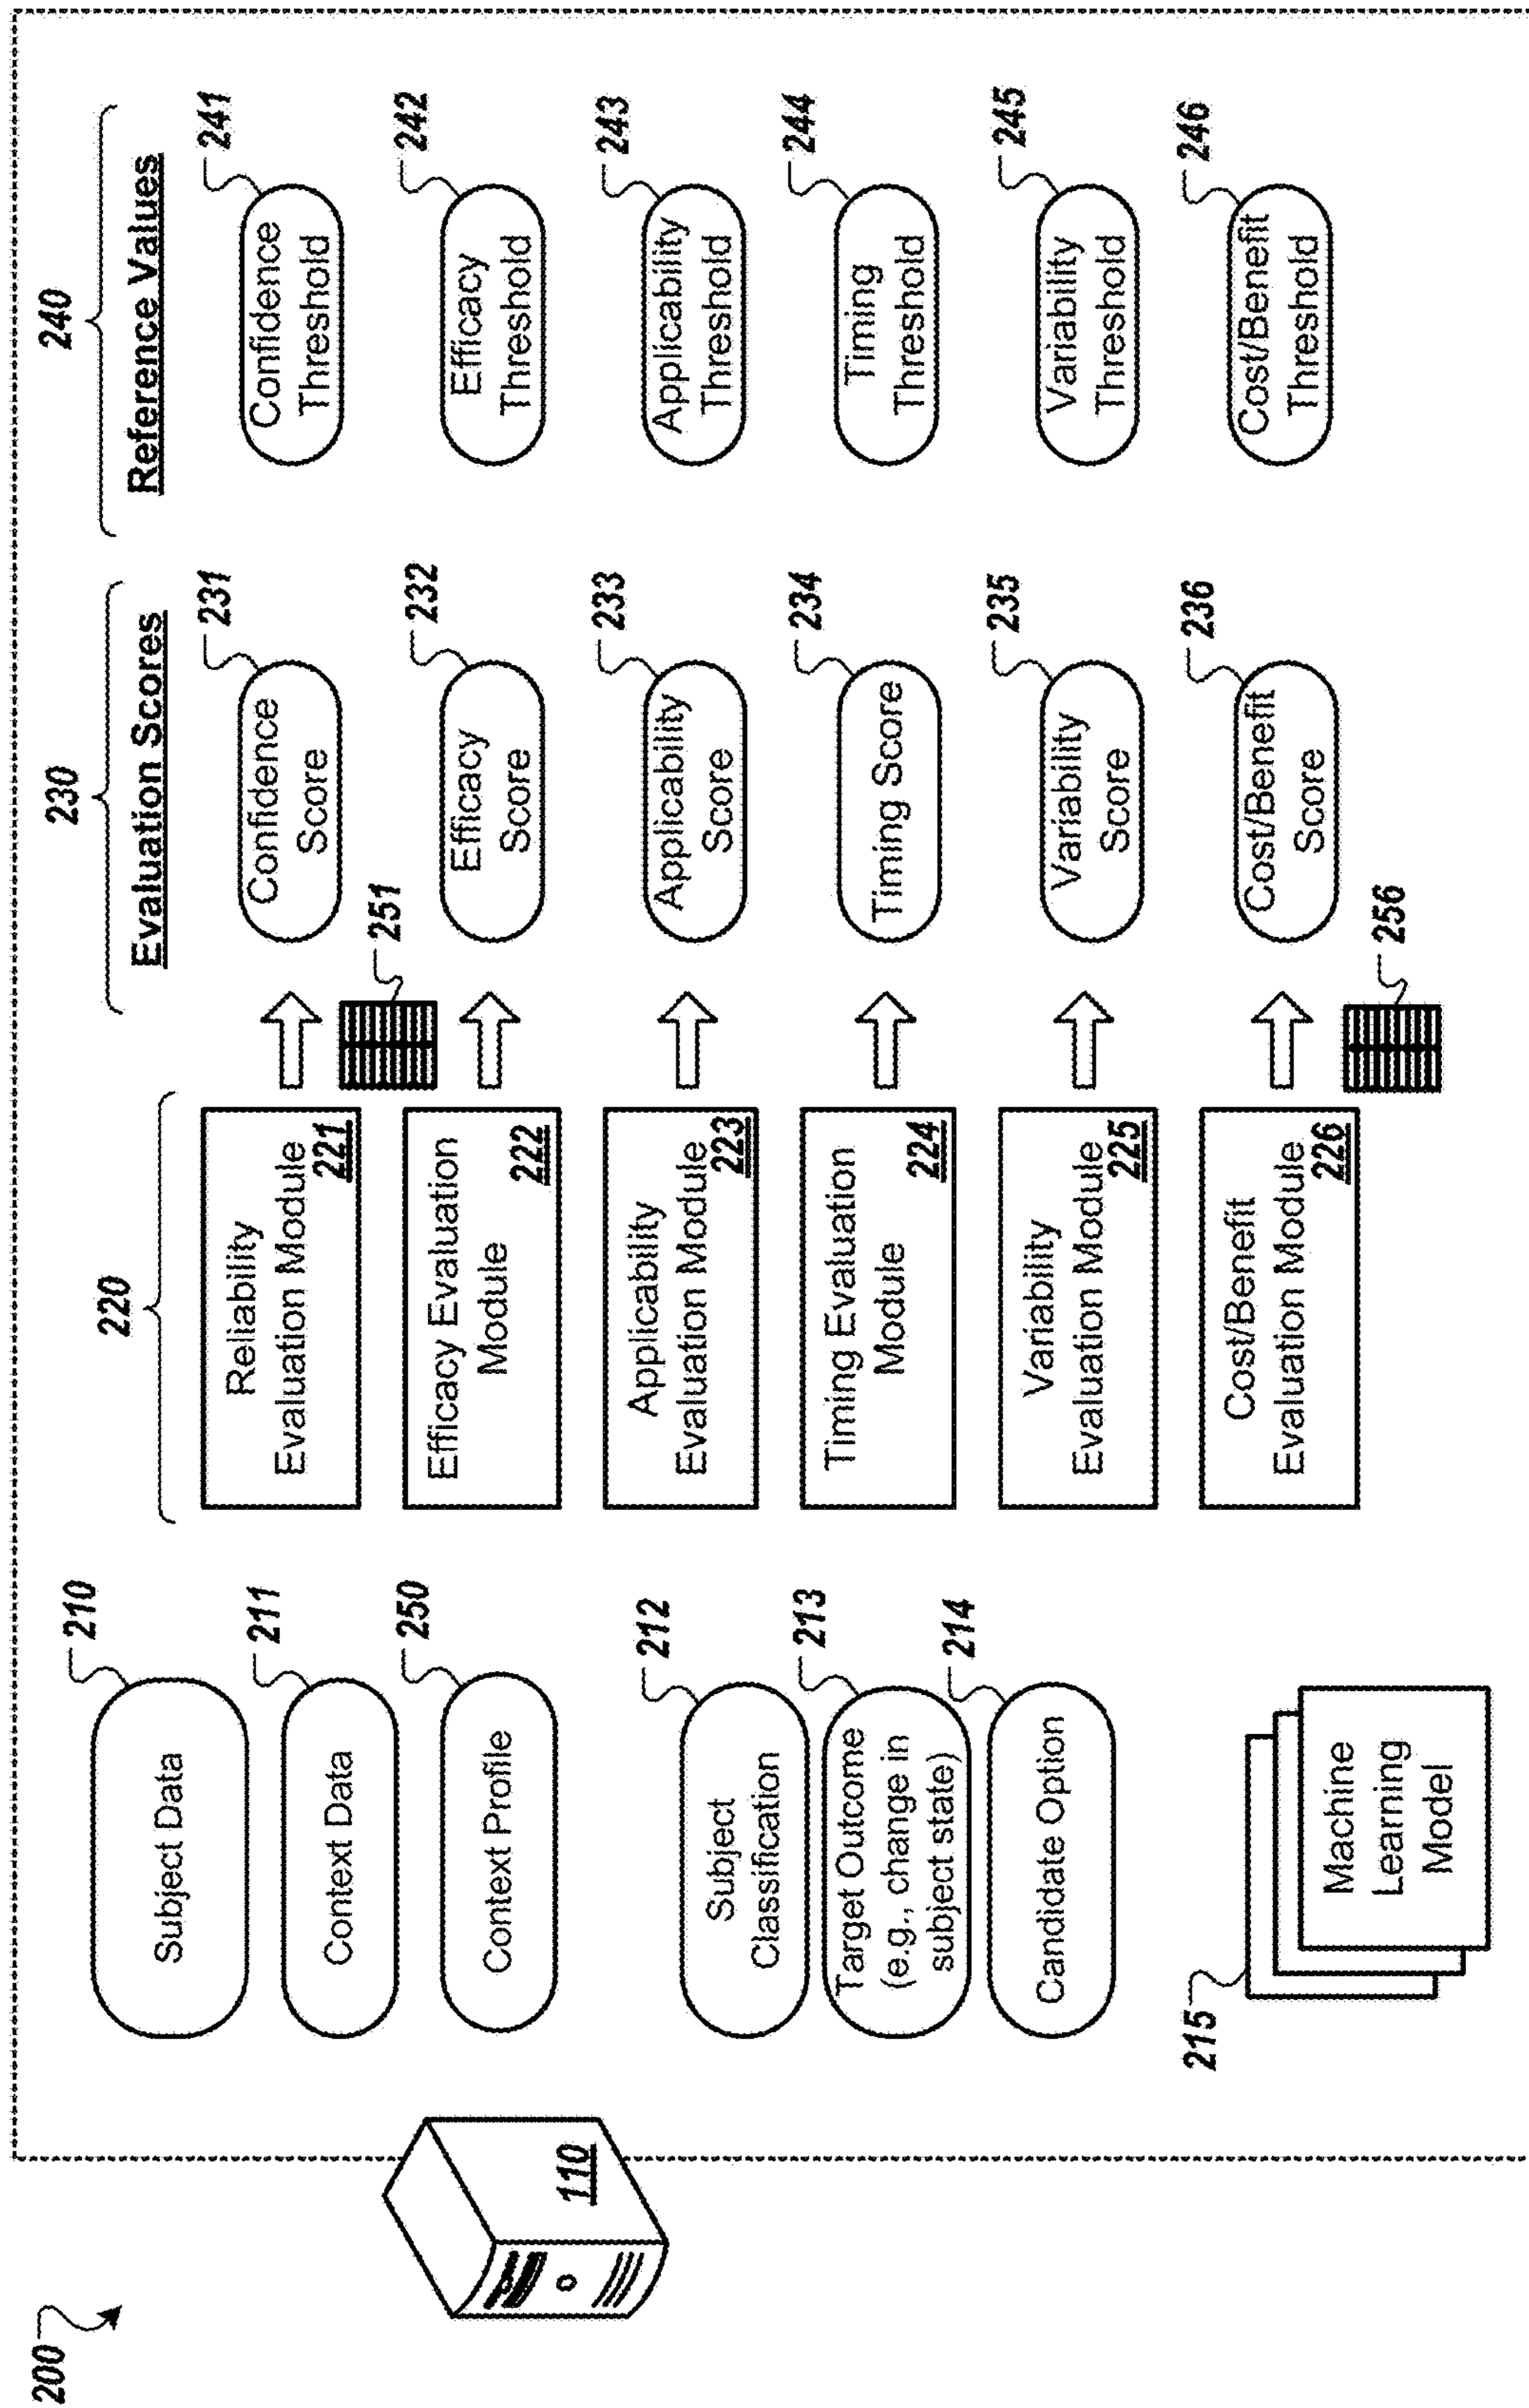 200
110
210
Subject Data
211
Context Data
250
Context Profile
212
Subject
Classification
213
Target Outcome
(e.g., change in
subject state)
214
Candidate Option
215
Machine
Learning
Model
220
Reliability
Evaluation Module
221
Efficacy Evaluation
Module
222
Applicability
Evaluation Module
223
Timing Evaluation
Module
224
Variability
Evaluation Module
225
Cost/Benefit
Evaluation Module
226
251
256
230
Evaluation Scores
231
Confidence
Score
232
Efficacy
Score
233
Applicability
Score
234
Timing Score
235
Variability
Score
236
Cost/Benefit
Score
240
Reference Values
241
Confidence
Threshold
242
Efficacy
Threshold
243
Applicability
Threshold
244
Timing
Threshold
245
Variability
Threshold
246
Cost/Benefit
Threshold